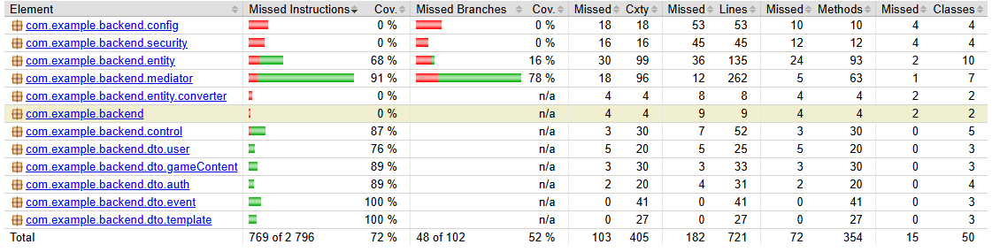 Element Missed Instructions Cov. Missed Branches Cov. Missed Cxty Missed Lines Missed Methods Missed Classes
com.example.backend.config 0 % 0 % 18 18 53 53 10 10 4 4
com.example.backend.security 0 % 0 % 16 16 45 45 12 12 4 4
com.example.backend.entity 68 % 16 % 30 99 36 135 24 93 2 10
com.example.backend.mediator 91 % 78 % 18 96 12 262 5 63 1 7
com.example.backend.entity.converter 0 % n/a 4 4 8 8 4 4 2 2
com.example.backend 0 % n/a 4 4 9 9 4 4 2 2
com.example.backend.control 87 % n/a 3 30 7 52 3 30 0 5
com.example.backend.dto.user 76 % n/a 5 20 5 25 5 20 0 3
com.example.backend.dto.gameContent 89 % n/a 3 30 3 33 3 30 0 3
com.example.backend.dto.auth 89 % n/a 2 20 4 31 2 20 0 4
com.example.backend.dto.event 100 % n/a 0 41 0 41 0 41 0 3
com.example.backend.dto.template 100 % n/a 0 27 0 27 0 27 0 3
Total 769 of 2 796 72 % 48 of 102 52 % 103 405 182 721 72 354 15 50